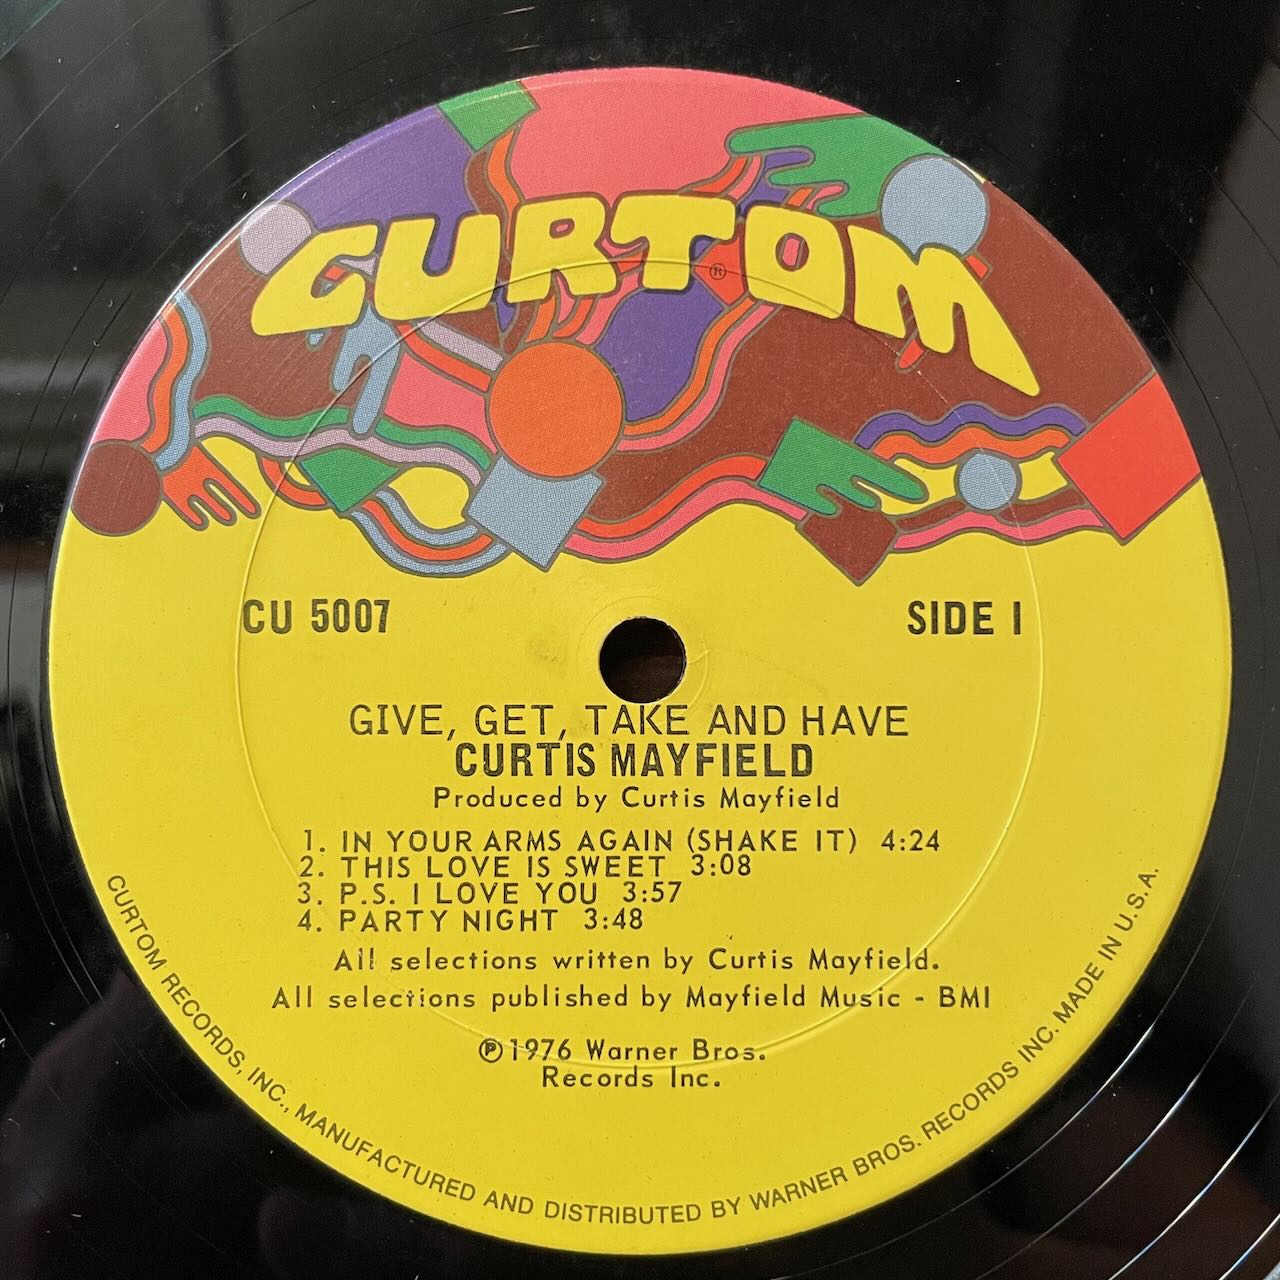 CURTOM
®
CU 5007
SIDE 1
GIVE, GET, TAKE AND HAVE
CURTIS MAYFIELD
Produced by Curtis Mayfield
1. IN YOUR ARMS AGAIN (SHAKE IT) 4:24
2. THIS LOVE IS SWEET 3:08
3. P.S. I LOVE YOU 3:57
4. PARTY NIGHT 3:48
All selections written by Curtis Mayfield.
All selections published by Mayfield Music - BMI
℗1976 Warner Bros.
Records Inc.
CURTOM RECORDS, INC., MANUFACTURED AND DISTRIBUTED BY WARNER BROS. RECORDS INC. MADE IN U.S.A.